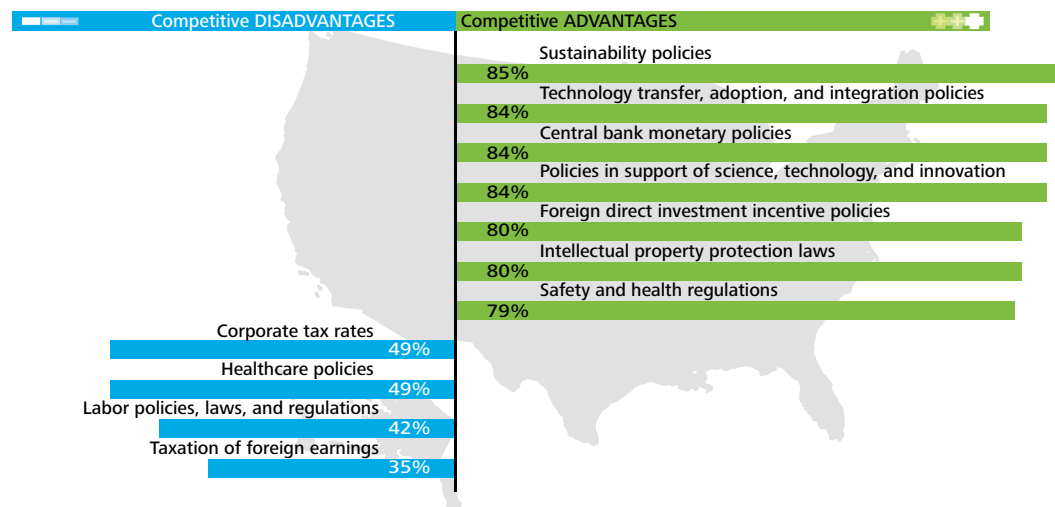 Competitive DISADVANTAGES
Competitive ADVANTAGES
Sustainability policies
85%
Technology transfer, adoption, and integration policies
84%
Central bank monetary policies
84%
Policies in support of science, technology, and innovation
84%
Foreign direct investment incentive policies
80%
Intellectual property protection laws
80%
Safety and health regulations
79%
Corporate tax rates
49%
Healthcare policies
49%
Labor policies, laws, and regulations
42%
Taxation of foreign earnings
35%